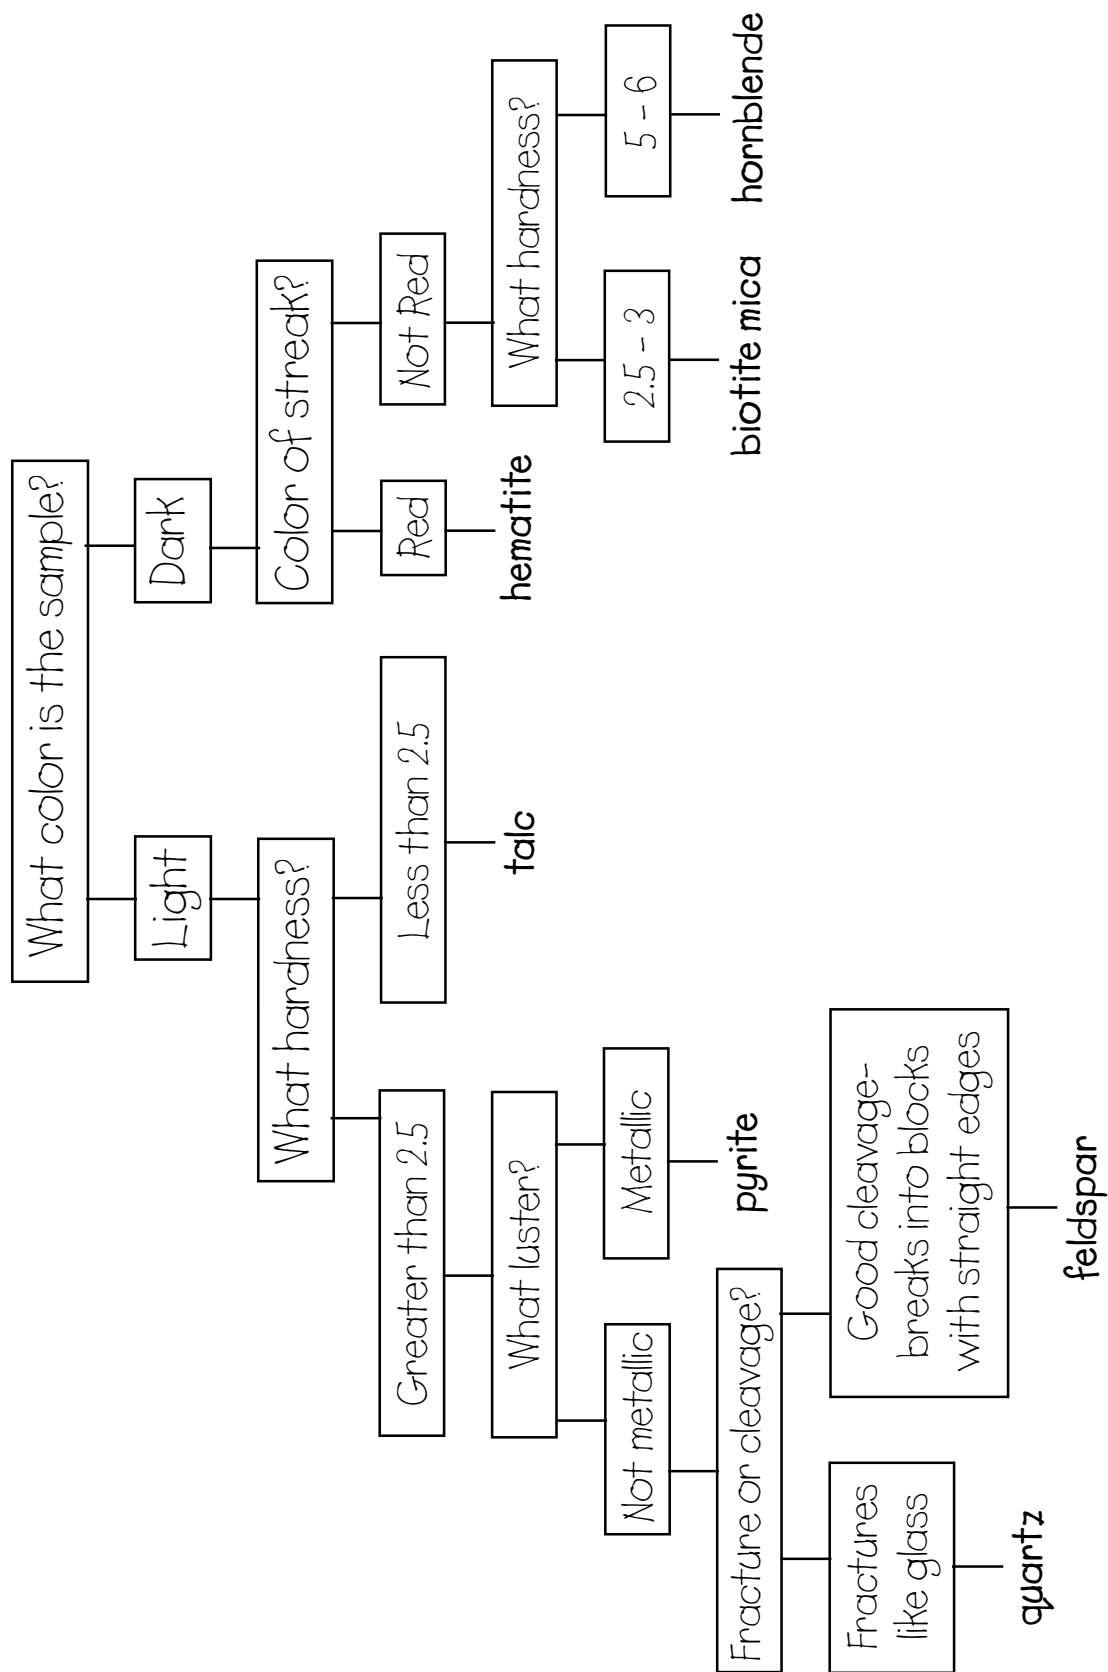 What color is the sample?
Light
Dark
What hardness?
Color of streak?
Greater than 2.5
Less than 2.5
Red
Not Red
talc
hematite
What luster?
What hardness?
Not metallic
Metallic
2.5 - 3
5 - 6
pyrite
biotite mica
hornblende
Fracture or cleavage?
Fractures
like glass
Good cleavage-
breaks into blocks
with straight edges
quartz
feldspar